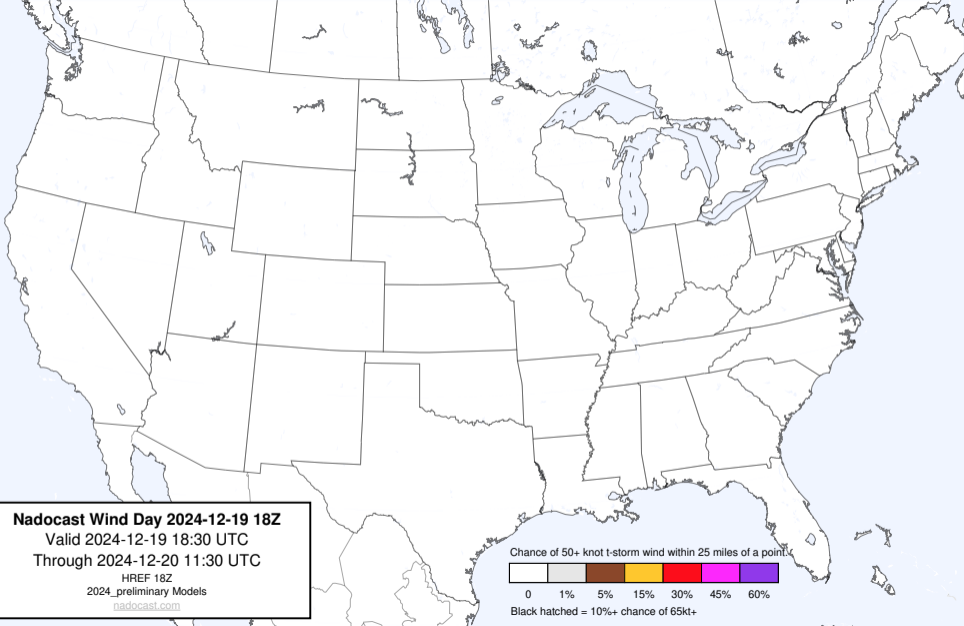 Nadocast Wind Day 2024-12-19 18Z
Valid 2024-12-19 18:30 UTC
Through 2024-12-20 11:30 UTC
HREF 18Z
2024_preliminary Models
nadocast.com
Chance of 50+ knot t-storm wind within 25 miles of a point.
0 1% 5% 15% 30% 45% 60%
Black hatched = 10%+ chance of 65kt+